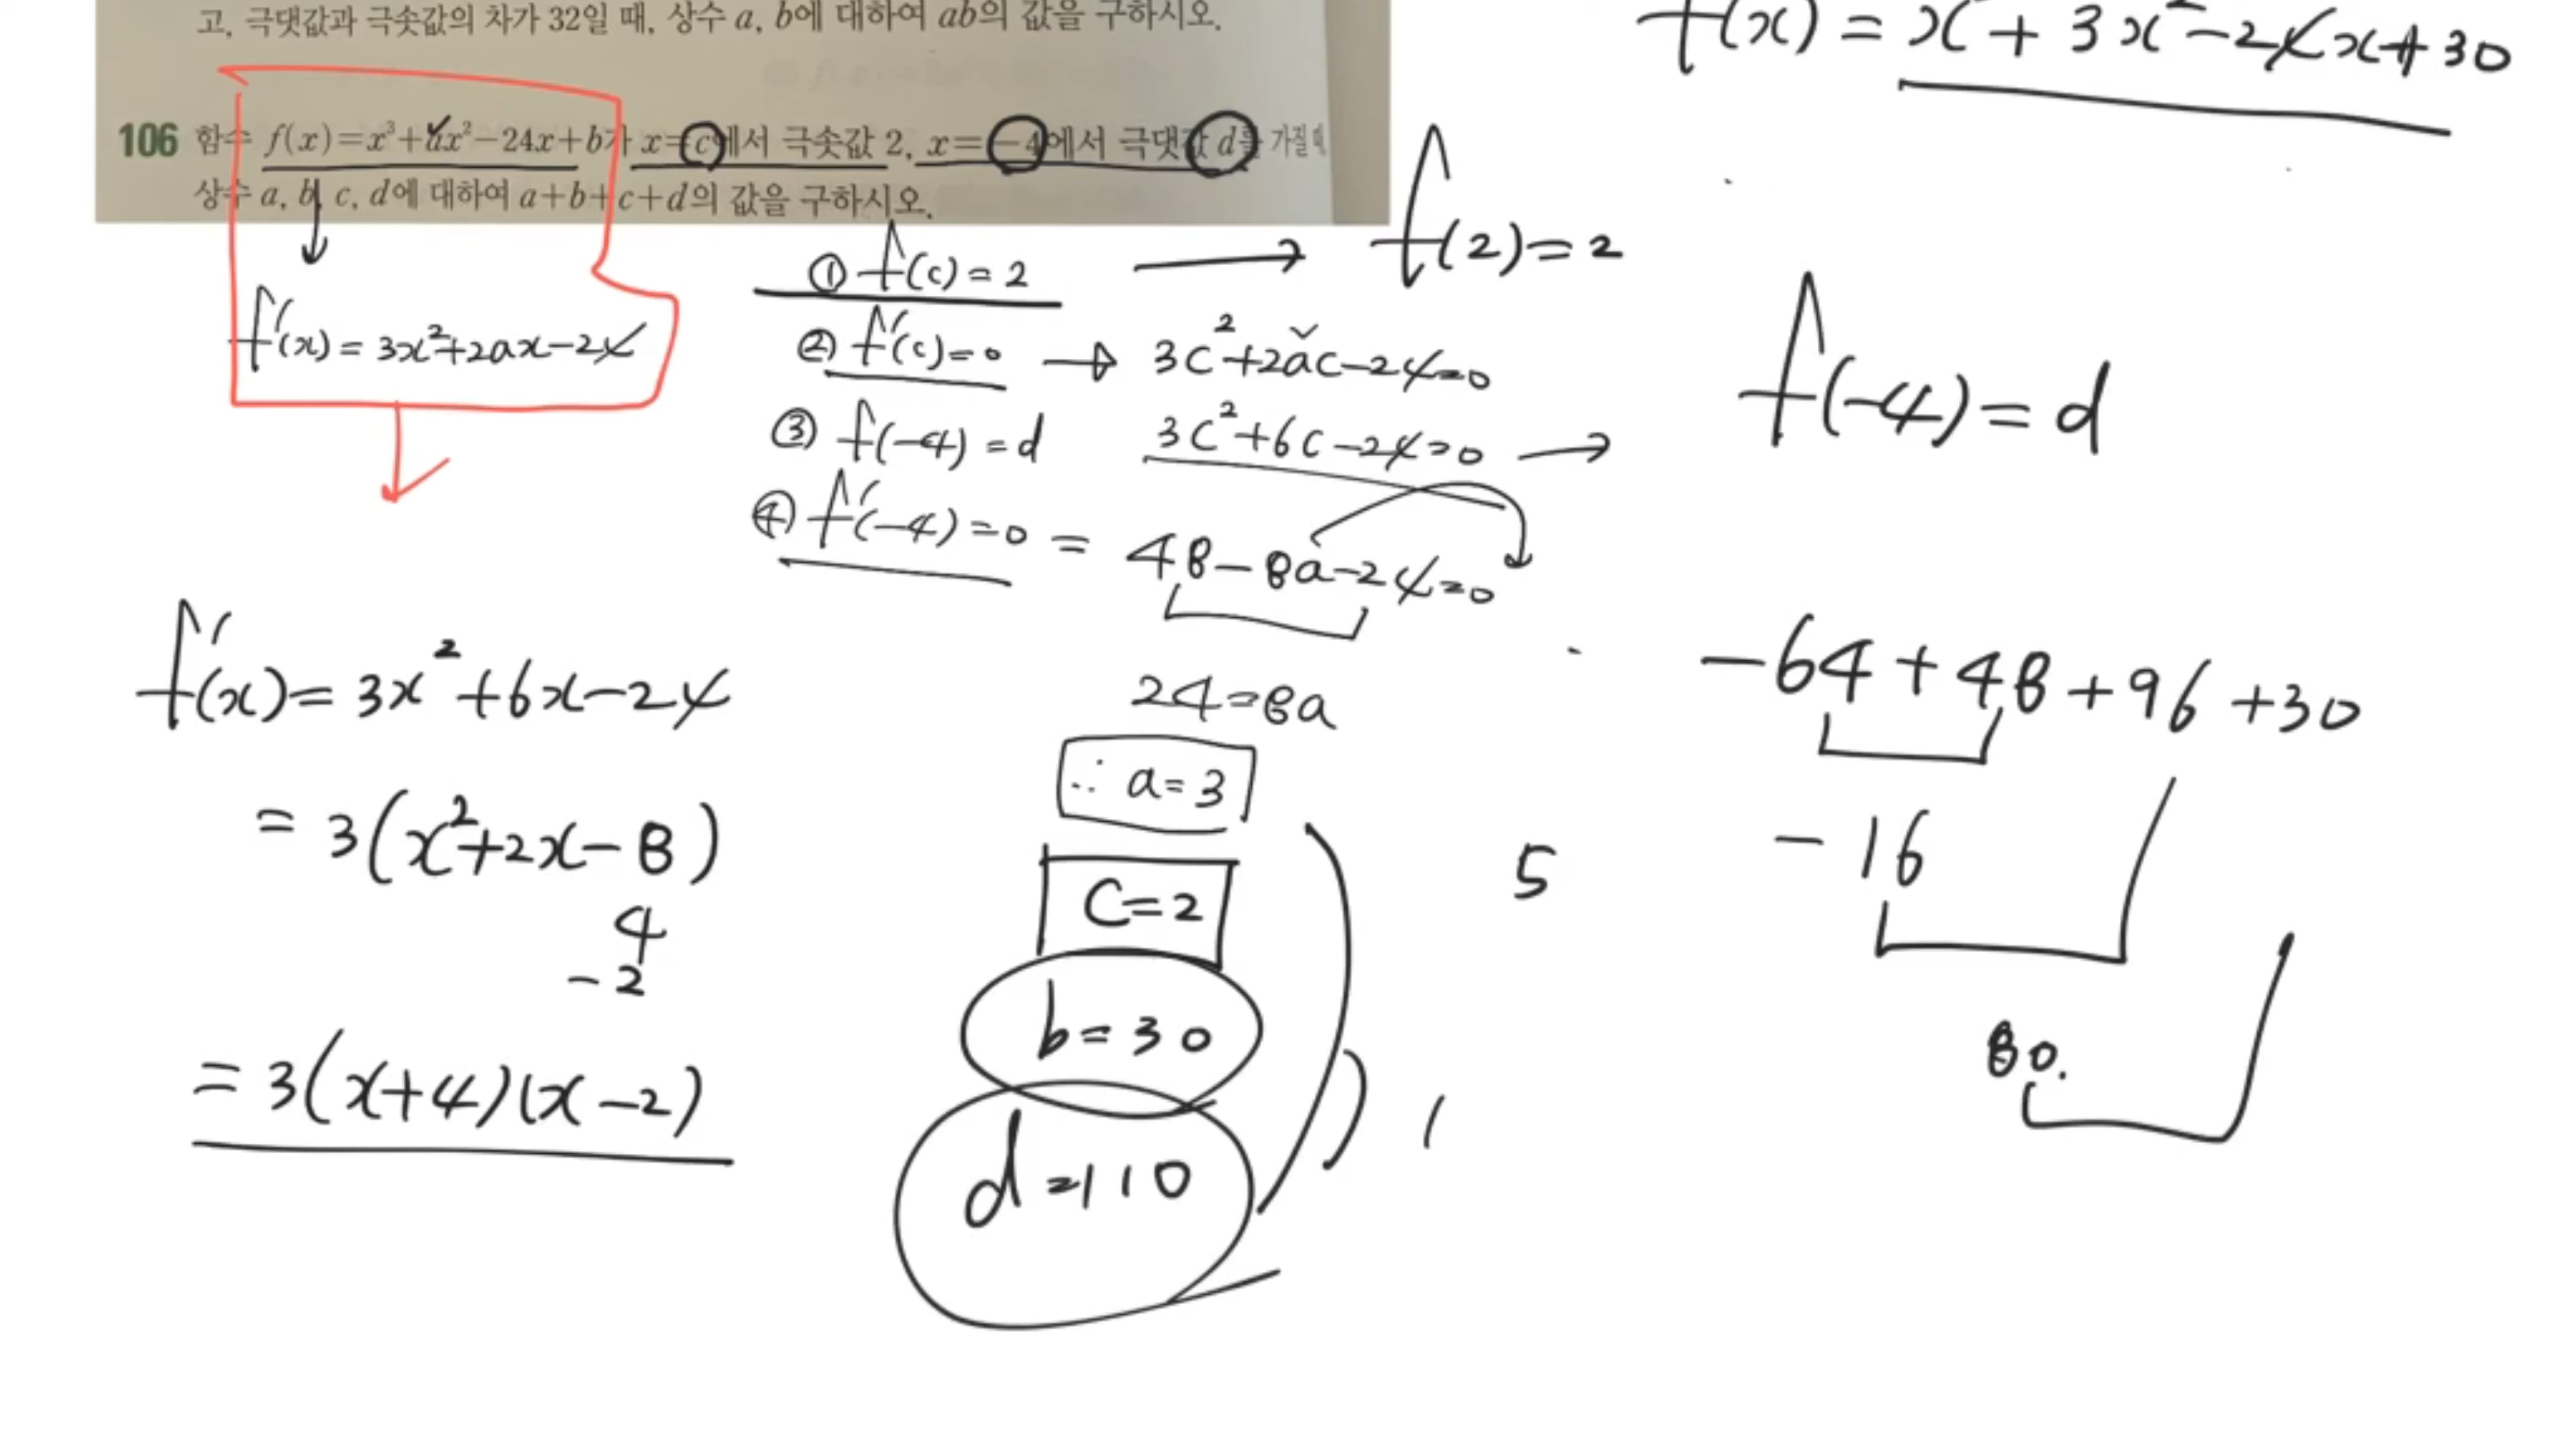 고, 극댓값과 극솟값의 차가 32일 때, 상수 a, b에 대하여 ab의 값을 구하시오.
f(x) = x + 3x²-24x+30
106 함수 f(x)=x³+ax²-24x+b가 x=c에서 극솟값 2, x=-4에서 극댓값 d를 가질 때
상수 a, b, c, d에 대하여 a+b+c+d의 값을 구하시오.
f'(x) = 3x²+2ax-24
① f(c) = 2 → f(2)=2
② f'(c)=0 → 3c²+2ac-24=0
③ f(-4) = d
3c²+6c-24=0 →
f(-4) = d
④ f'(-4)=0 = 48-8a-24=0
24=8a
∴ a=3
c=2
b=30
d=110
5
f'(x)=3x²+6x-24
= 3(x²+2x-8)
4
-2
= 3(x+4)(x-2)
-64+48+96+30
-16
80.